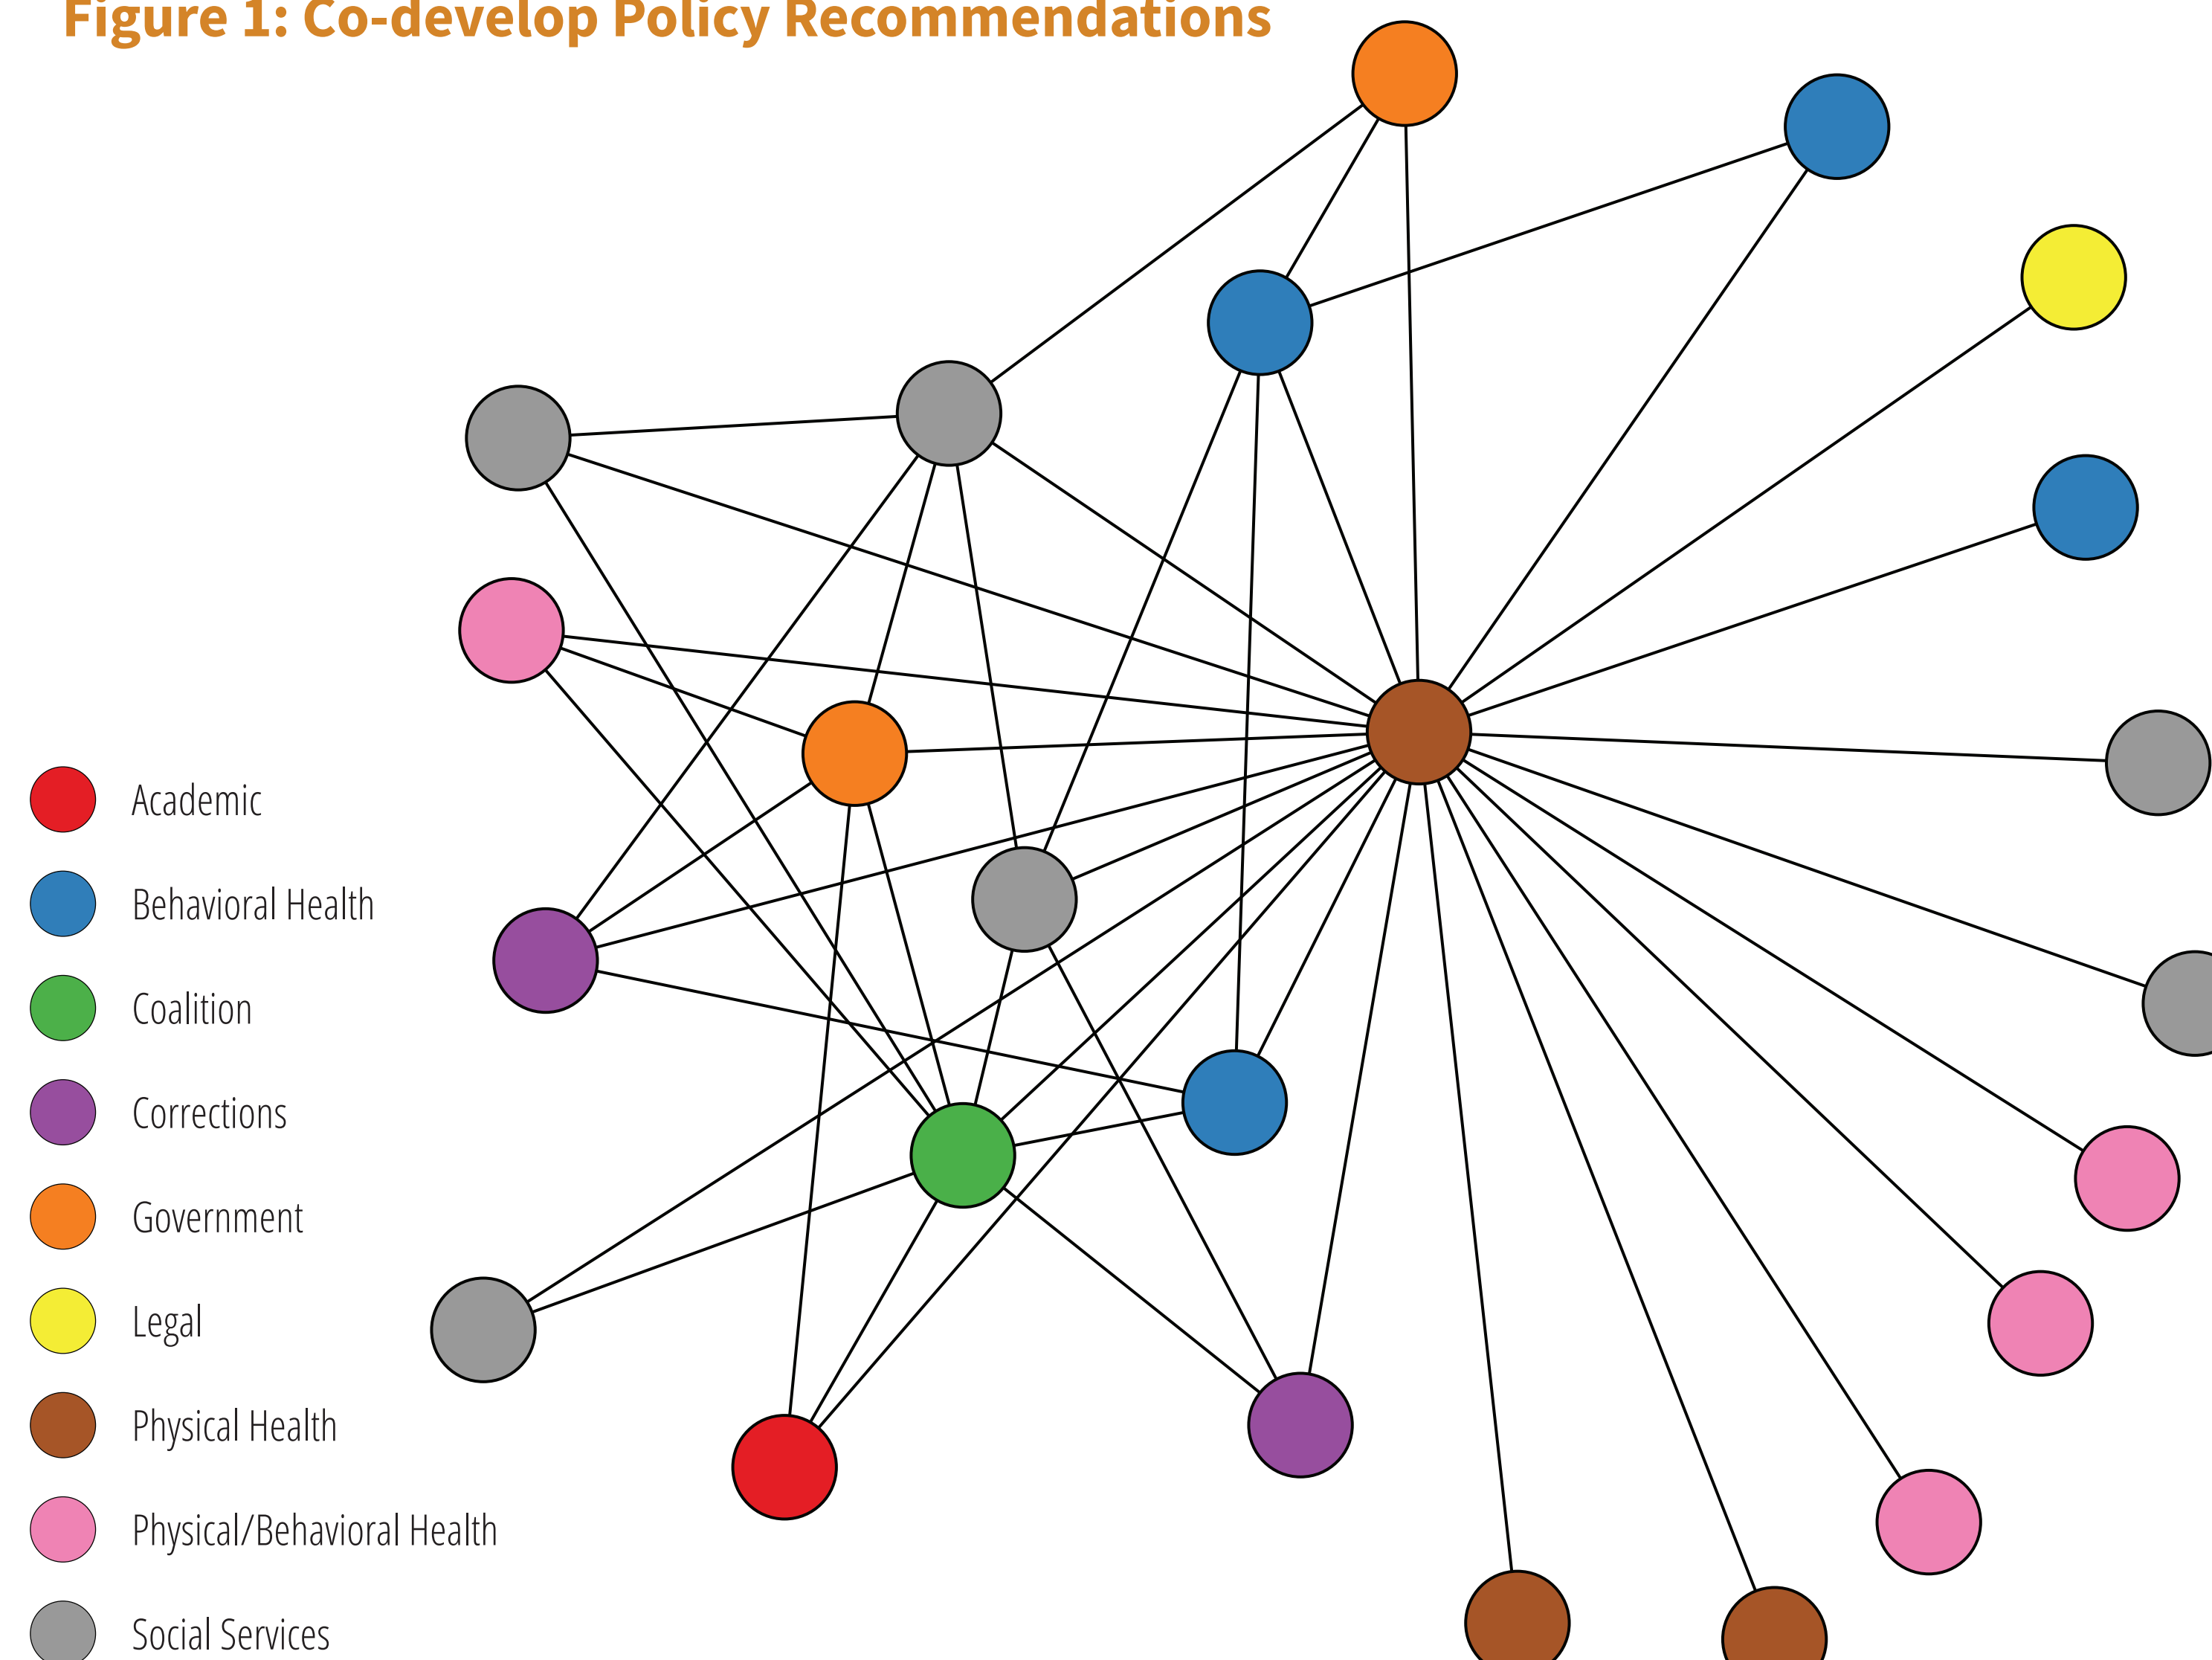 Figure 1: Co-develop Policy Recommendations
Academic
Behavioral Health
Coalition
Corrections
Government
Legal
Physical Health
Physical/Behavioral Health
Social Services